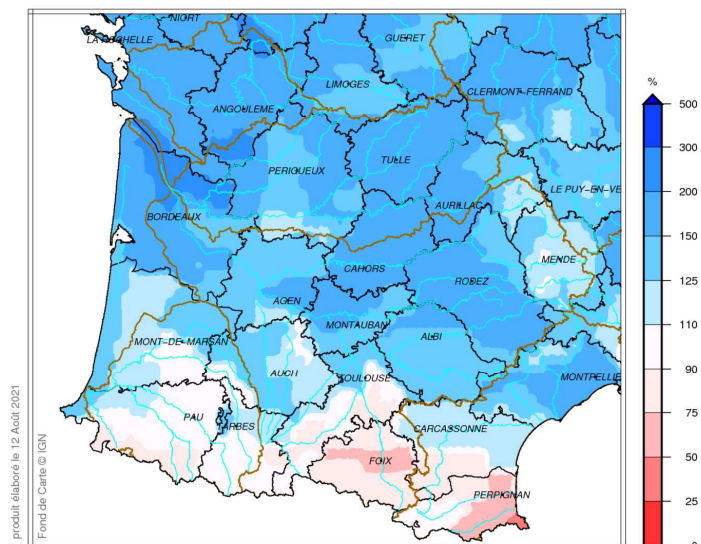 NIORT
LA ROCHELLE
GUERET
%
LIMOGES
CLERMONT-FERRAND
500
ANGOULEME
300
TULLE
PERIGUEUX
200
LE PUY-EN-VE
AURILLAC
BORDEAUX
150
MENDE
CAHORS
RODEZ
125
AGEN
MONTAUBAN
110
ALBI
MONT-DE-MARSAN
AUCH
TOULOUSE
90
MONTPELLIE
PAU
TARBES
CARCASSONNE
75
FOIX
50
PERPIGNAN
25
0
produit élaboré le 12 Août 2021
Fond de Carte © IGN